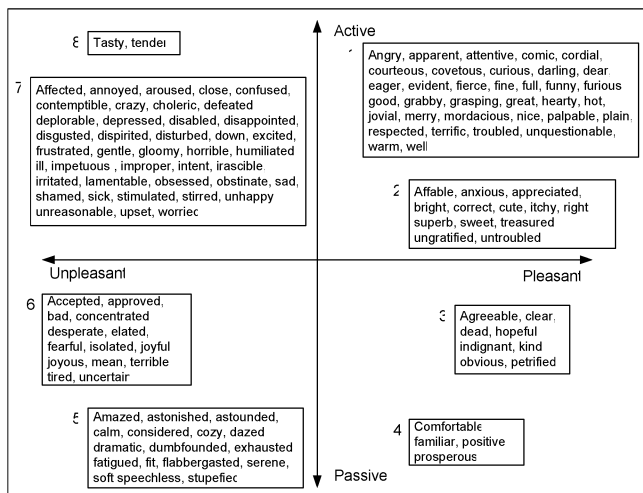 8
Tasty, tender
Active
7
Affected, annoyed, aroused, close, confused,
contemptible, crazy, choleric, defeated
deplorable, depressed, disabled, disappointed,
disgusted, dispirited, disturbed, down, excited,
frustrated, gentle, gloomy, horrible, humiliated
ill, impetuous , improper, intent, irascible
irritated, lamentable, obsessed, obstinate, sad,
shamed, sick, stimulated, stirred, unhappy
unreasonable, upset, worried
Angry, apparent, attentive, comic, cordial,
courteous, covetous, curious, darling, dear,
eager, evident, fierce, fine, full, funny, furious
good, grabby, grasping, great, hearty, hot,
jovial, merry, mordacious, nice, palpable, plain,
respected, terrific, troubled, unquestionable,
warm, well
2
Affable, anxious, appreciated,
bright, correct, cute, itchy, right
superb, sweet, treasured
ungratified, untroubled
Unpleasant
Pleasant
6
Accepted, approved,
bad, concentrated
desperate, elated,
fearful, isolated, joyful
joyous, mean, terrible
tired, uncertain
3
Agreeable, clear,
dead, hopeful
indignant, kind
obvious, petrified
5
Amazed, astonished, astounded,
calm, considered, cozy, dazed
dramatic, dumbfounded, exhausted
fatigued, fit, flabbergasted, serene,
soft speechless, stupefied
4
Comfortable
familiar, positive
prosperous
Passive